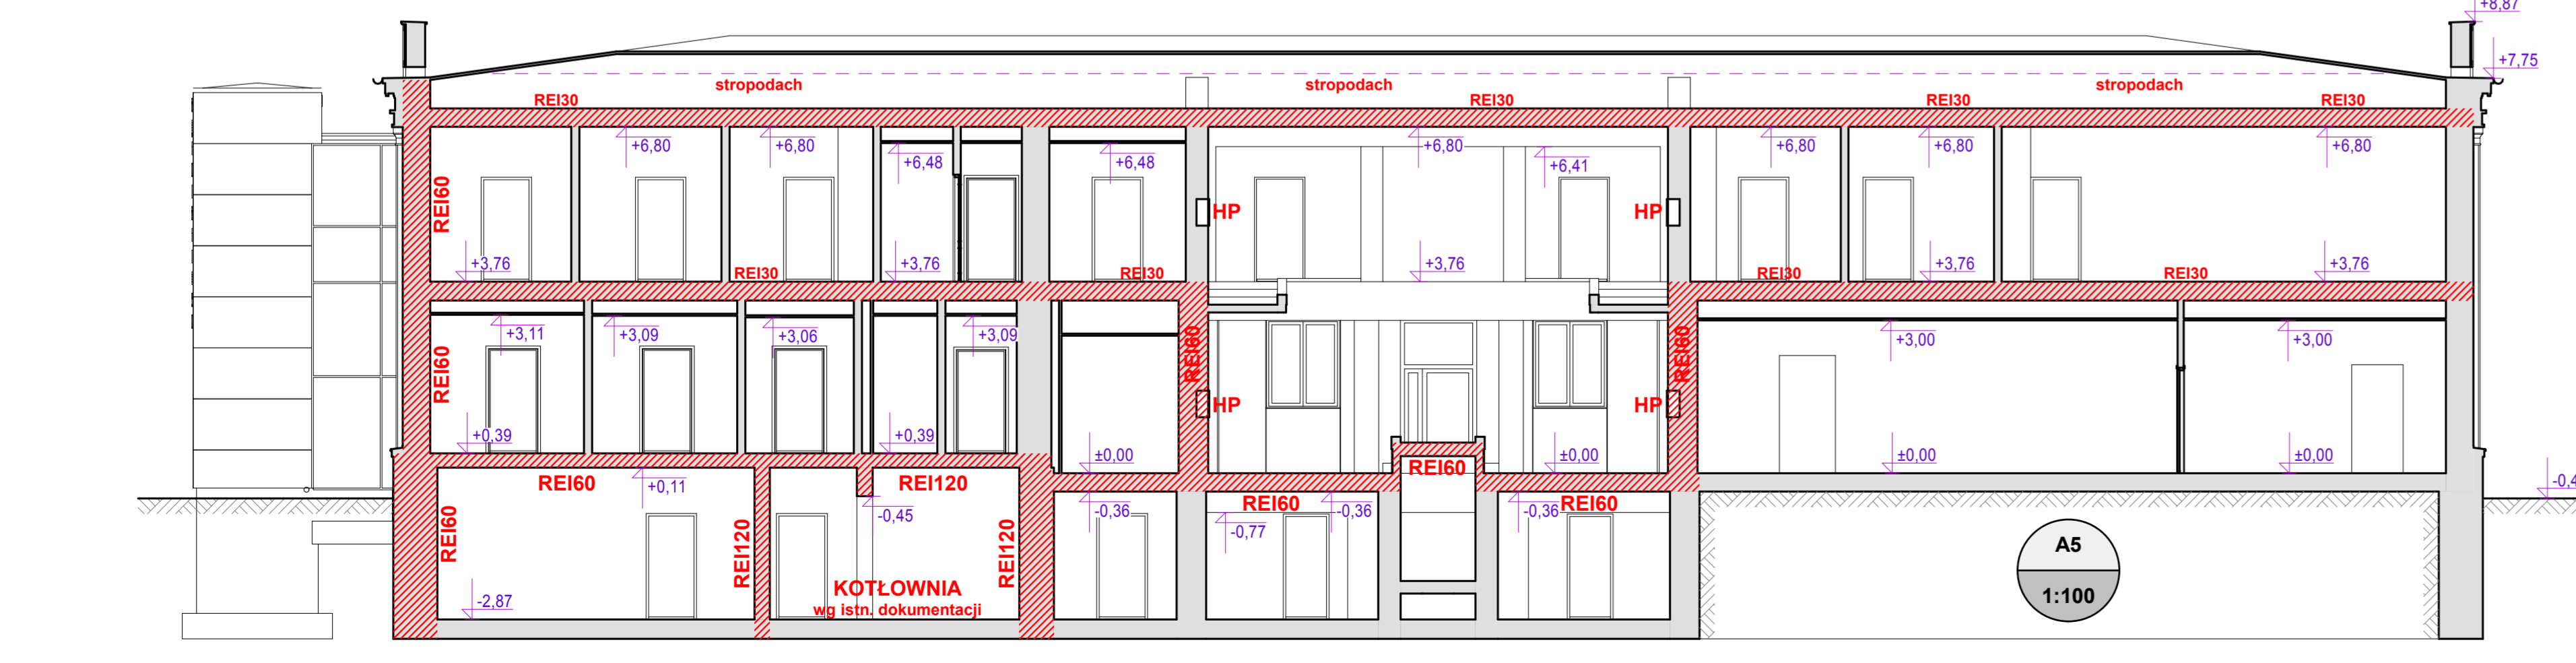 +8,87
+7,75
stropodach
stropodach
stropodach
REI30
REI30
REI30
REI30
+6,80
+6,80
+6,48
+6,48
+6,80
+6,41
+6,80
+6,80
+6,80
REI60
HP
HP
+3,76
+3,76
+3,76
+3,76
+3,76
REI30
REI30
REI30
REI30
+3,11
+3,09
+3,06
+3,09
+3,00
+3,00
REI60
REI60
REI60
HP
HP
+0,39
+0,39
±0,00
±0,00
±0,00
±0,00
REI60
REI60
+0,11
REI120
-0,45
-0,36
REI60
-0,36
-0,77
-0,36
REI60
REI60
REI120
REI120
KOTŁOWNIA
wg istn. dokumentacji
-2,87
A5
1:100